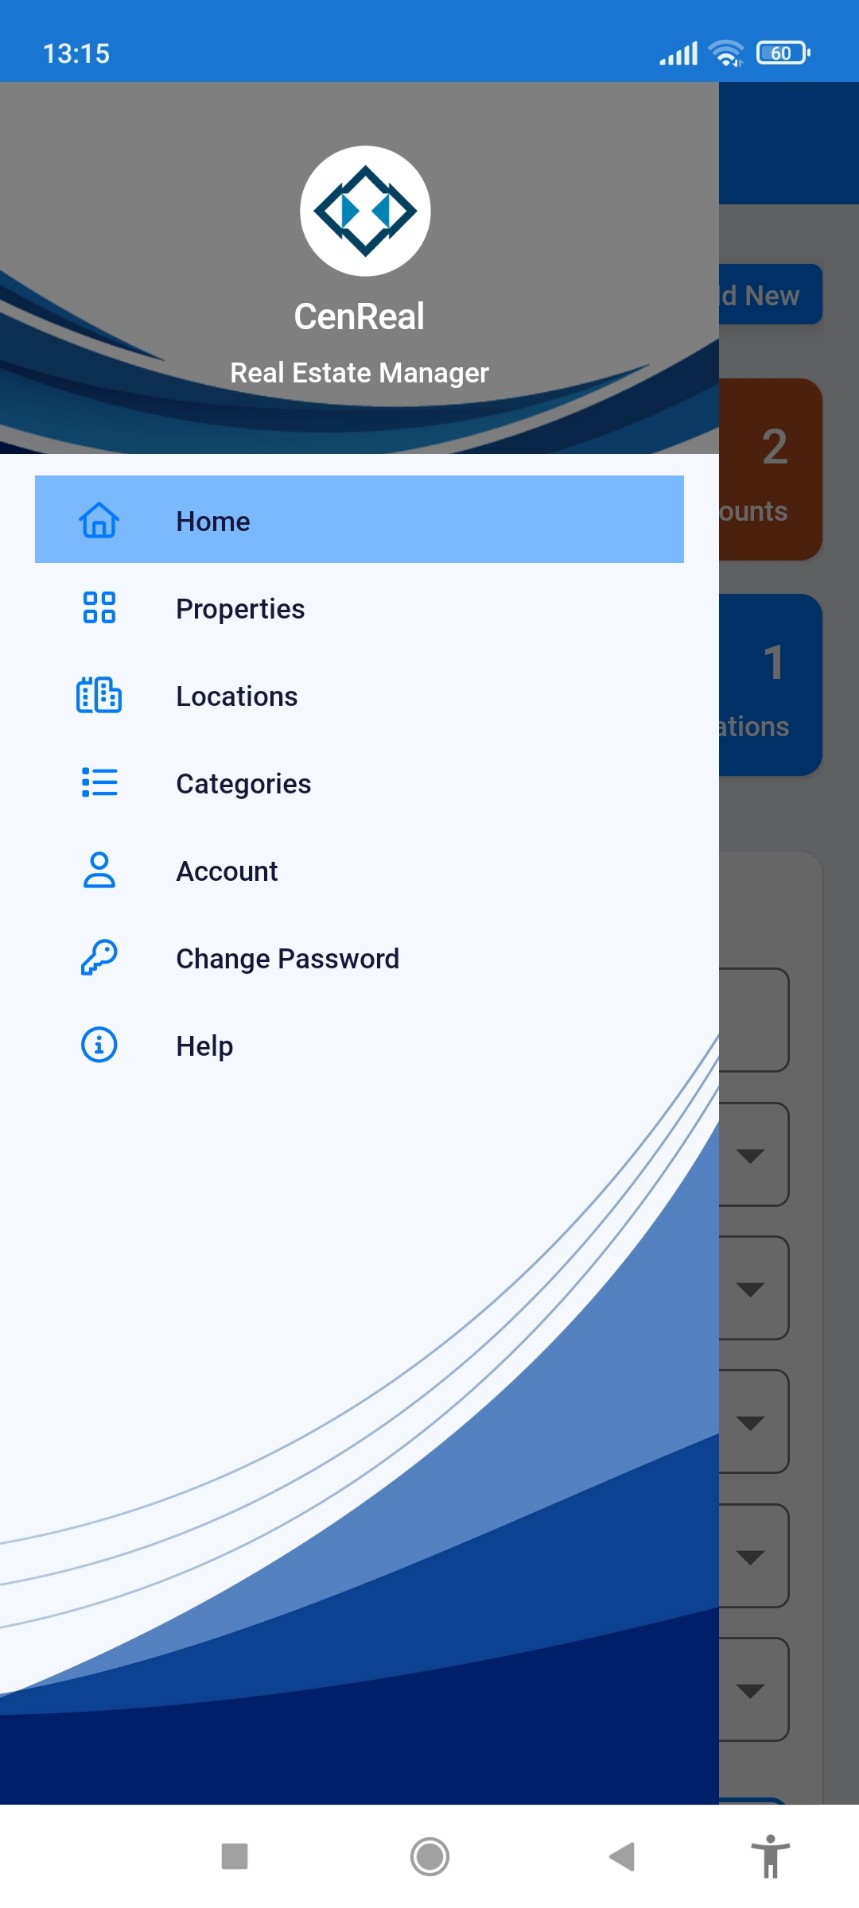 13:15
60
CenReal
Real Estate Manager
d New
2
ounts
1
ations
Home
Properties
Locations
Categories
Account
Change Password
Help